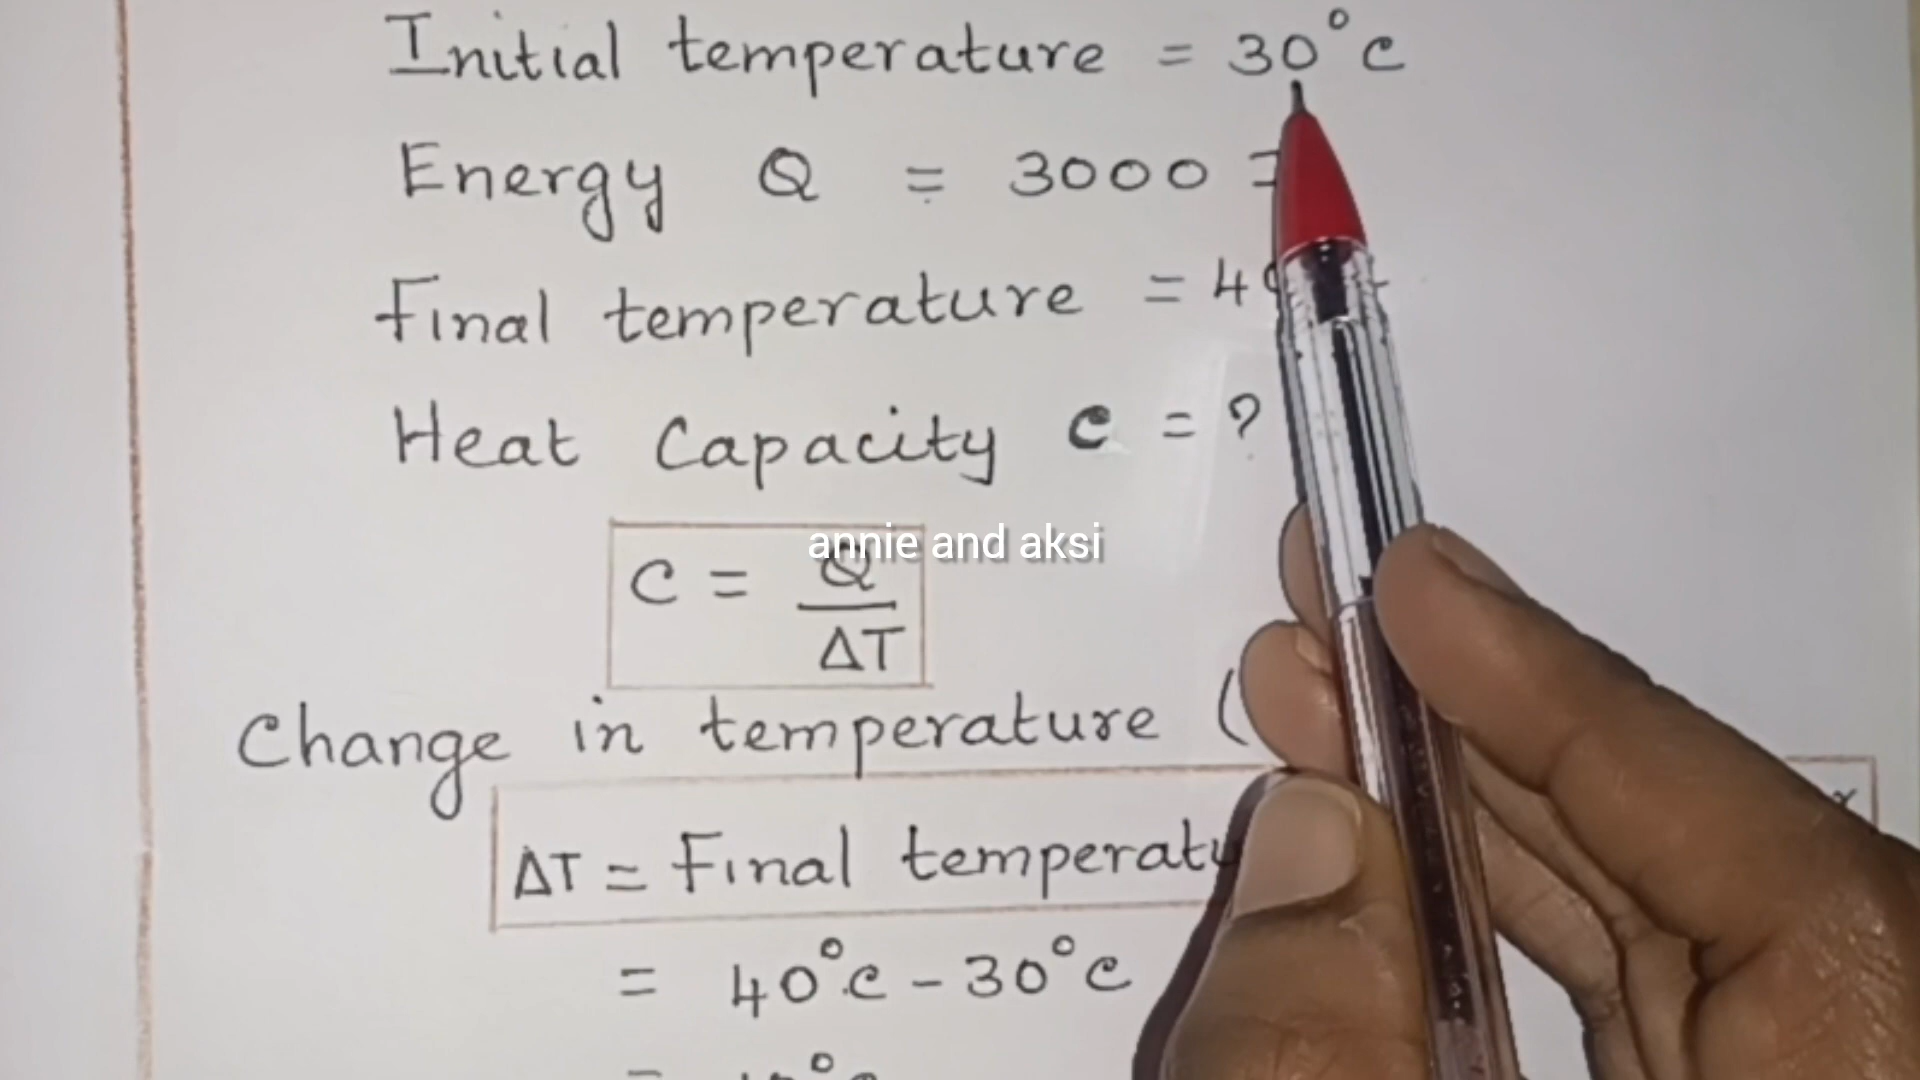 Initial temperature = 30°c
Energy Q = 3000
Final temperature = 4
Heat Capacity c = ?
annie and aksi
C = Q / ΔT
Change in temperature (
ΔT = Final
= 40°c - 30°c